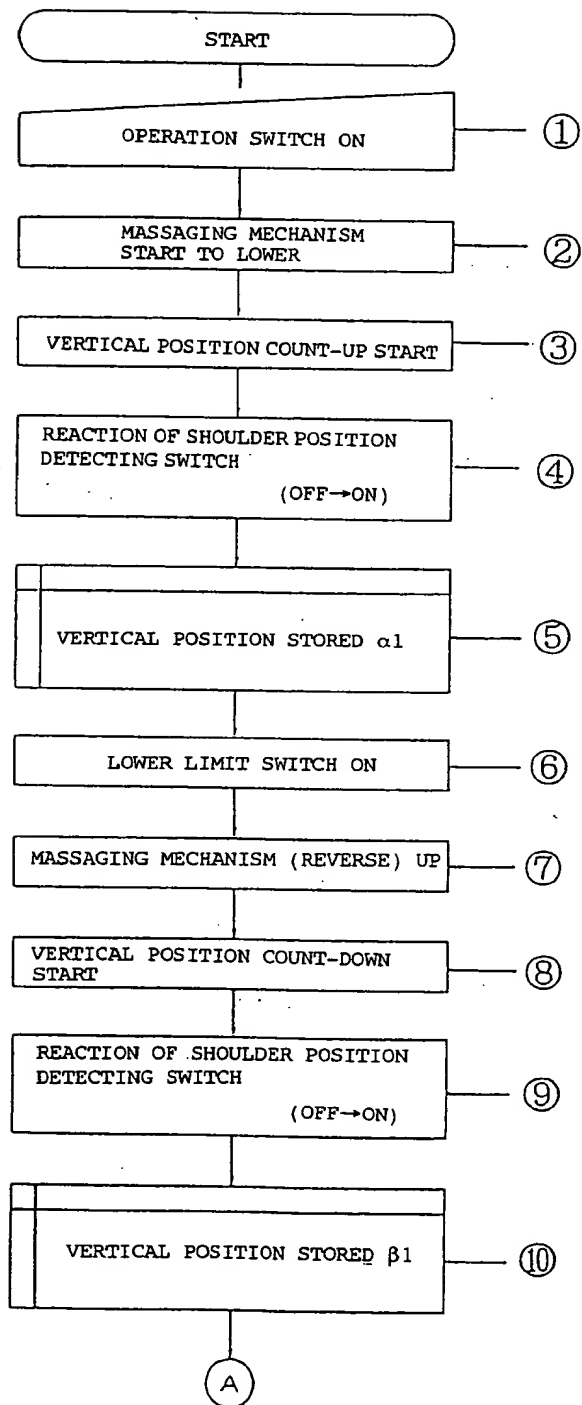 START
OPERATION SWITCH ON
①
MASSAGING MECHANISM
START TO LOWER
②
VERTICAL POSITION COUNT-UP START
③
REACTION OF SHOULDER POSITION
DETECTING SWITCH
(OFF→ON)
④
VERTICAL POSITION STORED α1
⑤
LOWER LIMIT SWITCH ON
⑥
MASSAGING MECHANISM (REVERSE) UP
⑦
VERTICAL POSITION COUNT-DOWN
START
⑧
REACTION OF SHOULDER POSITION
DETECTING SWITCH
(OFF→ON)
⑨
VERTICAL POSITION STORED β1
⑩
A